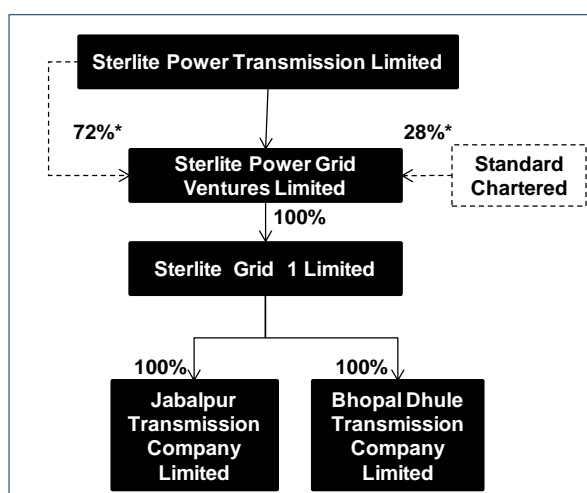 Sterlite Power Transmission Limited
72%*
28%*
Sterlite Power Grid
Ventures Limited
Standard
Chartered
100%
Sterlite Grid 1 Limited
100%
100%
Jabalpur
Transmission
Company
Limited
Bhopal Dhule
Transmission
Company
Limited